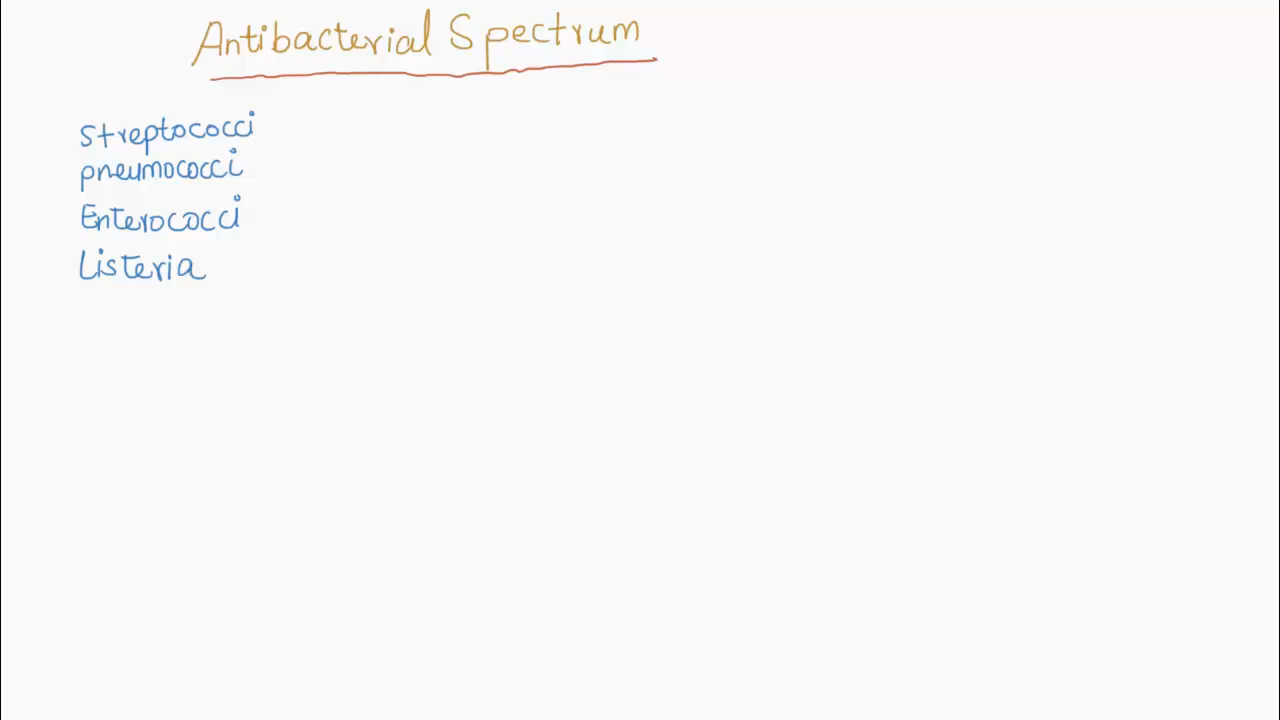 Antibacterial Spectrum
Streptococci
pneumococci
Enterococci
Listeria